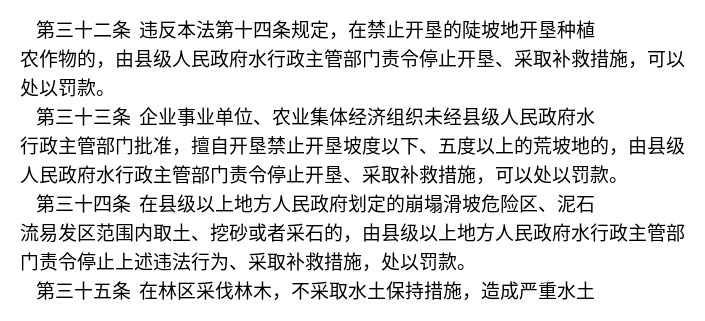 第三十二条 违反本法第十四条规定，在禁止开垦的陡坡地开垦种植
农作物的，由县级人民政府水行政主管部门责令停止开垦、采取补救措施，可以
处以罚款。
第三十三条 企业事业单位、农业集体经济组织未经县级人民政府水
行政主管部门批准，擅自开垦禁止开垦坡度以下、五度以上的荒坡地的，由县级
人民政府水行政主管部门责令停止开垦、采取补救措施，可以处以罚款。
第三十四条 在县级以上地方人民政府划定的崩塌滑坡危险区、泥石
流易发区范围内取土、挖砂或者采石的，由县级以上地方人民政府水行政主管部
门责令停止上述违法行为、采取补救措施，处以罚款。
第三十五条 在林区采伐林木，不采取水土保持措施，造成严重水土